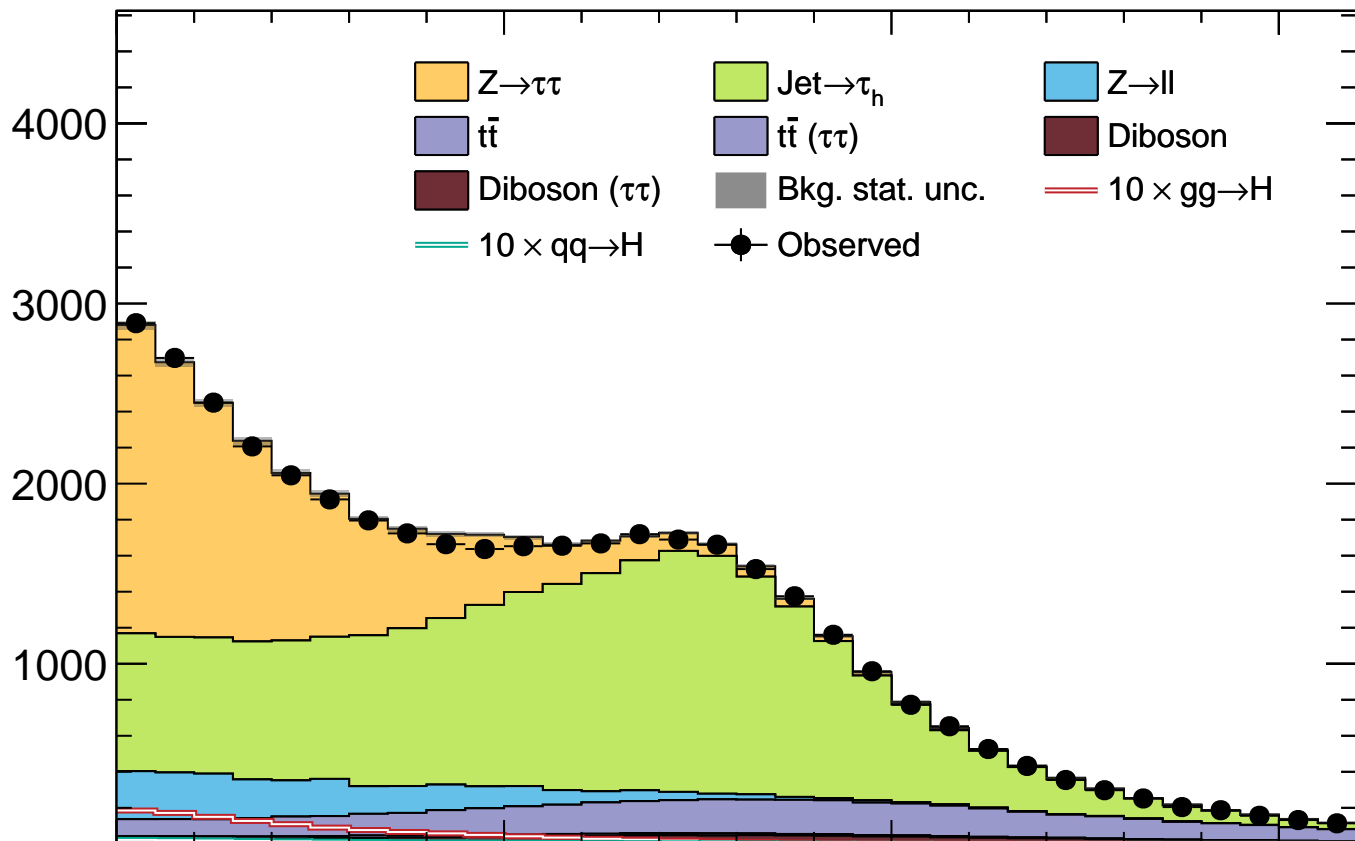 4000
3000
2000
1000
Z→ττ Jet→τh Z→ll
tt̄ tt̄ (ττ) Diboson
Diboson (ττ) Bkg. stat. unc. 10 × gg→H
10 × qq→H Observed